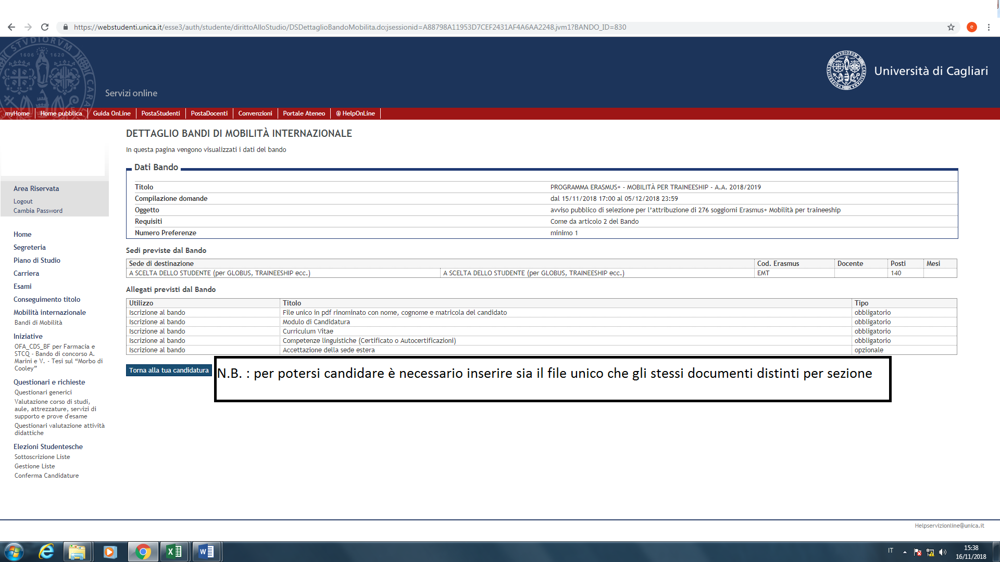 https://webstudenti.unica.it/esse3/auth/studente/dirittoAlloStudio/DSDettaglioBandoMobilita.do;jsessionid=A88798A11953D7CEF2431AF4A6AA2248.jvm1?BANDO_ID=830
e
STVDIORVM
1606 1620
Servizi online
Università di Cagliari
myHome Home pubblica Guida OnLine PostaStudenti PostaDocenti Convenzioni Portale Ateneo @ HelpOnLine
DETTAGLIO BANDI DI MOBILITÀ INTERNAZIONALE
In questa pagina vengono visualizzati i dati del bando
Dati Bando
Titolo PROGRAMMA ERASMUS+ - MOBILITÀ PER TRAINEESHIP - A.A. 2018/2019
Compilazione domande dal 15/11/2018 17:00 al 05/12/2018 23:59
Oggetto avviso pubblico di selezione per l'attribuzione di 276 soggiorni Erasmus+ Mobilità per traineeship
Requisiti Come da articolo 2 del Bando
Numero Preferenze minimo 1
Sedi previste dal Bando
Sede di destinazione Cod. Erasmus Docente Posti Mesi
A SCELTA DELLO STUDENTE (per GLOBUS, TRAINEESHIP ecc.) A SCELTA DELLO STUDENTE (per GLOBUS, TRAINEESHIP ecc.) EMT 140
Allegati previsti dal Bando
Utilizzo Titolo Tipo
Iscrizione al bando File unico in pdf rinominato con nome, cognome e matricola del candidato obbligatorio
Iscrizione al bando Modulo di Candidatura obbligatorio
Iscrizione al bando Curriculum Vitae obbligatorio
Iscrizione al bando Competenze linguistiche (Certificato o Autocertificazioni) obbligatorio
Iscrizione al bando Accettazione della sede estera opzionale
Torna alla tua candidatura
N.B. : per potersi candidare è necessario inserire sia il file unico che gli stessi documenti distinti per sezione
Area Riservata
Logout
Cambia Password
Home
Segreteria
Piano di Studio
Carriera
Esami
Conseguimento titolo
Mobilità internazionale
Bandi di Mobilità
Iniziative
OFA_CDS_BF per Farmacia e
STCQ - Bando di concorso A.
Marini e V. - Tesi sul “Morbo di
Cooley”
Questionari e richieste
Questionari generici
Valutazione corso di studi,
aule, attrezzature, servizi di
supporto e prove d'esame
Questionari valutazione attività
didattiche
Elezioni Studentesche
Sottoscrizione Liste
Gestione Liste
Conferma Candidature
Helpservizionline@unica.it
IT
15:38
16/11/2018